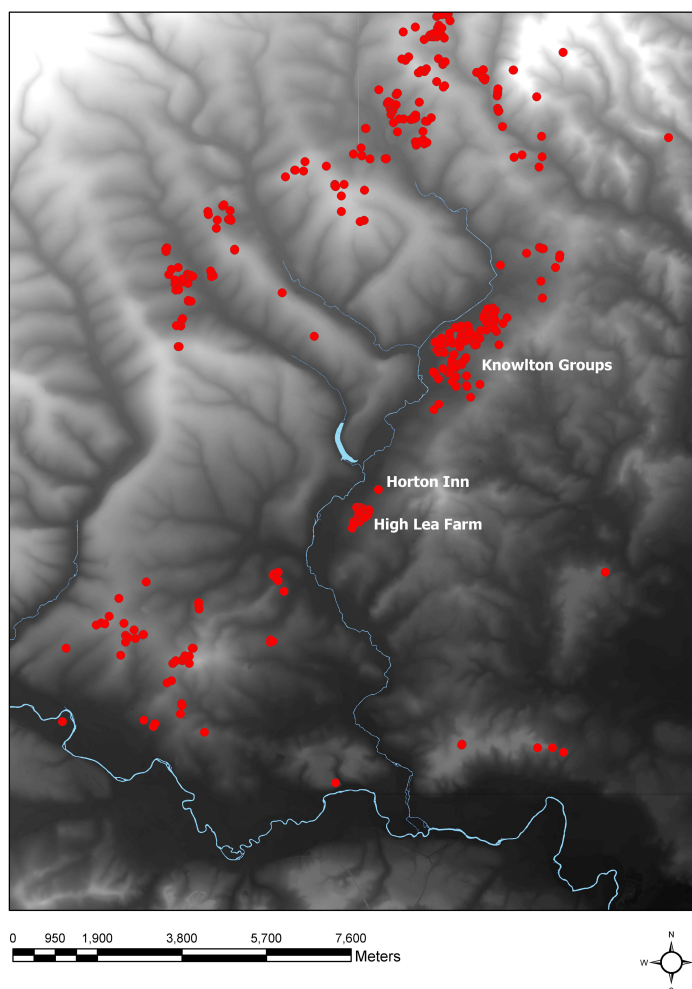 Knowlton Groups
Horton Inn
High Lea Farm
0 950 1,900 3,800 5,700 7,600
Meters
N
W